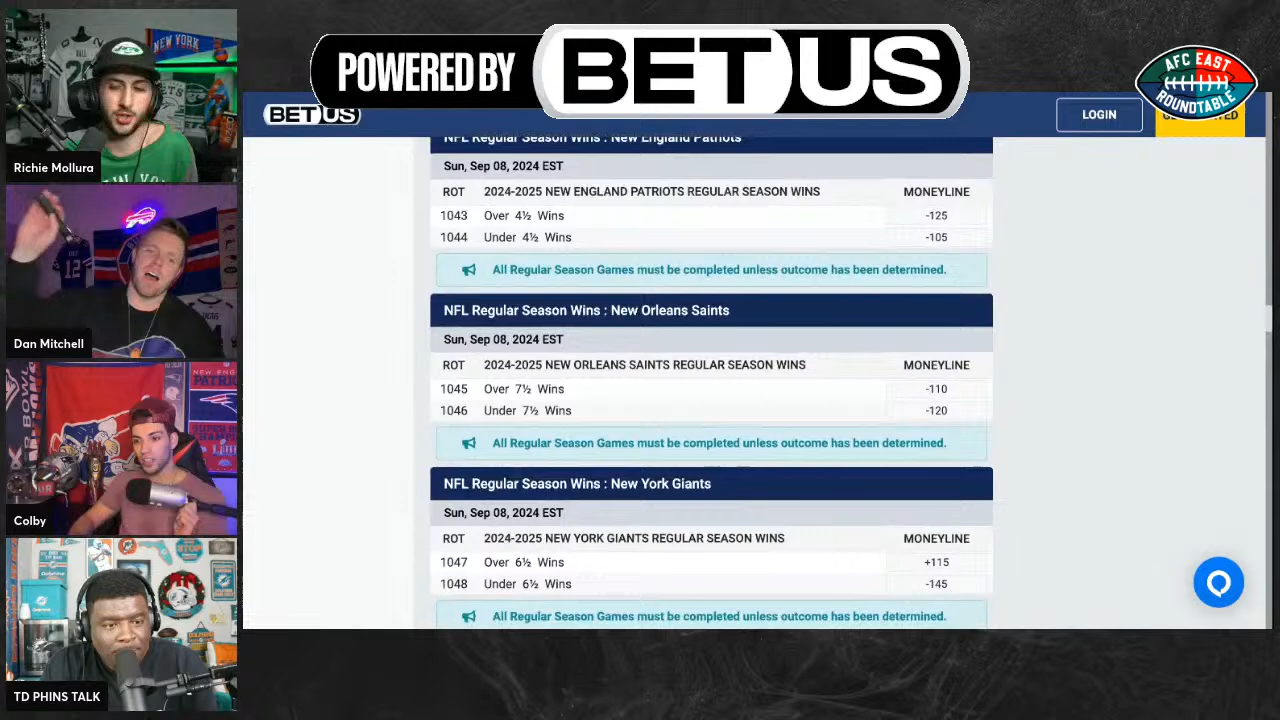 POWERED BY BETUS
AFC EAST
ROUNDTABLE
BETUS
LOGIN
NFL Regular Season Wins : New England Patriots
Sun, Sep 08, 2024 EST
ROT 2024-2025 NEW ENGLAND PATRIOTS REGULAR SEASON WINS MONEYLINE
1043 Over 4½ Wins -125
1044 Under 4½ Wins -105
All Regular Season Games must be completed unless outcome has been determined.
NFL Regular Season Wins : New Orleans Saints
Sun, Sep 08, 2024 EST
ROT 2024-2025 NEW ORLEANS SAINTS REGULAR SEASON WINS MONEYLINE
1045 Over 7½ Wins -110
1046 Under 7½ Wins -120
All Regular Season Games must be completed unless outcome has been determined.
NFL Regular Season Wins : New York Giants
Sun, Sep 08, 2024 EST
ROT 2024-2025 NEW YORK GIANTS REGULAR SEASON WINS MONEYLINE
1047 Over 6½ Wins +115
1048 Under 6½ Wins -145
All Regular Season Games must be completed unless outcome has been determined.
NEW YORK
JETS
Richie Mollura
12
Dan Mitchell
NEW ENG
PATRI
Colby
TD PHINS TALK